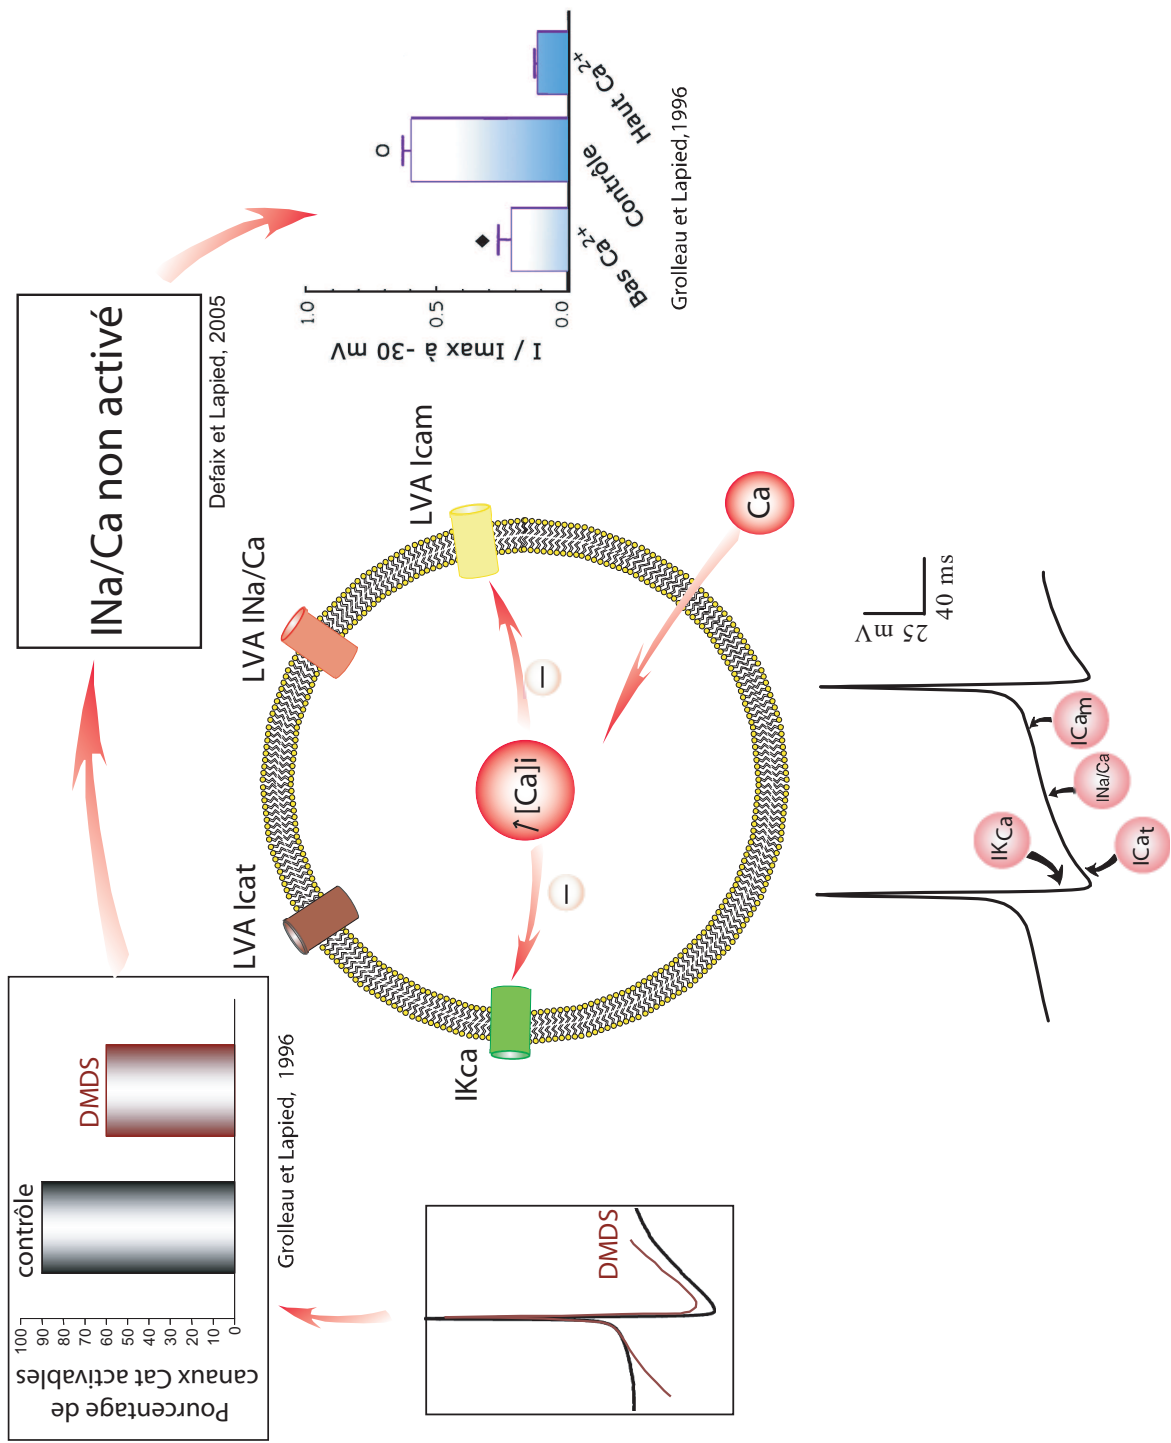 Pourcentage de
canaux Cat activables
100
90
80
70
60
50
40
30
20
10
0
contrôle
DMDS
Grolleau et Lapied, 1996
INa/Ca non activé
Defaix et Lapied, 2005
I / Imax à -30 mV
1.0
0.5
0.0
Bas Ca²⁺
Contrôle
Haut Ca²⁺
Grolleau et Lapied,1996
DMDS
IKca
LVA Icat
LVA INa/Ca
LVA Icam
↗ [Ca]i
–
–
Ca
IKCa
ICat
INa/Ca
ICam
25 mV
40 ms